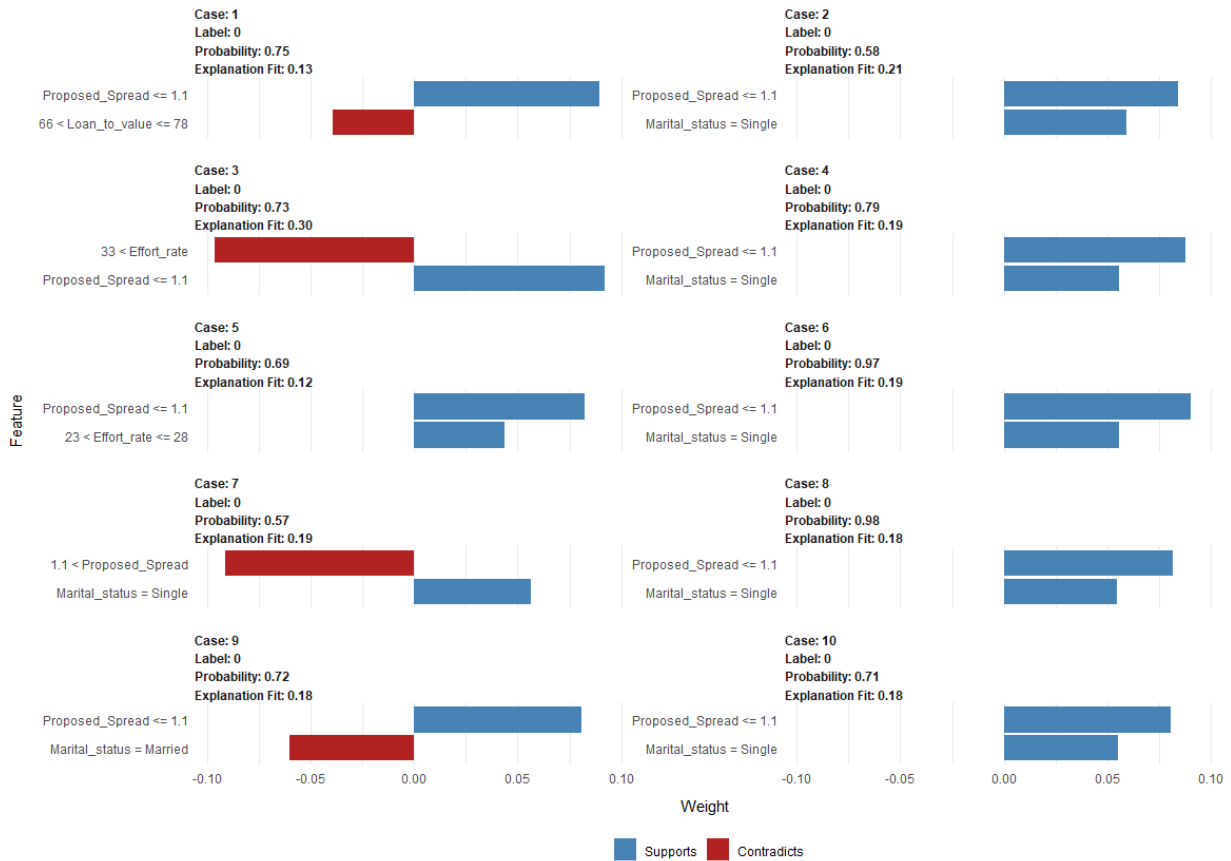 Case: 1
Label: 0
Probability: 0.75
Explanation Fit: 0.13
Proposed_Spread <= 1.1
66 < Loan_to_value <= 78
Case: 2
Label: 0
Probability: 0.58
Explanation Fit: 0.21
Proposed_Spread <= 1.1
Marital_status = Single
Case: 3
Label: 0
Probability: 0.73
Explanation Fit: 0.30
33 < Effort_rate
Proposed_Spread <= 1.1
Case: 4
Label: 0
Probability: 0.79
Explanation Fit: 0.19
Proposed_Spread <= 1.1
Marital_status = Single
Case: 5
Label: 0
Probability: 0.69
Explanation Fit: 0.12
Proposed_Spread <= 1.1
23 < Effort_rate <= 28
Case: 6
Label: 0
Probability: 0.97
Explanation Fit: 0.19
Proposed_Spread <= 1.1
Marital_status = Single
Feature
Case: 7
Label: 0
Probability: 0.57
Explanation Fit: 0.19
1.1 < Proposed_Spread
Marital_status = Single
Case: 8
Label: 0
Probability: 0.98
Explanation Fit: 0.18
Proposed_Spread <= 1.1
Marital_status = Single
Case: 9
Label: 0
Probability: 0.72
Explanation Fit: 0.18
Proposed_Spread <= 1.1
Marital_status = Married
Case: 10
Label: 0
Probability: 0.71
Explanation Fit: 0.18
Proposed_Spread <= 1.1
Marital_status = Single
-0.10 -0.05 0.00 0.05 0.10
-0.10 -0.05 0.00 0.05 0.10
Weight
Supports Contradicts